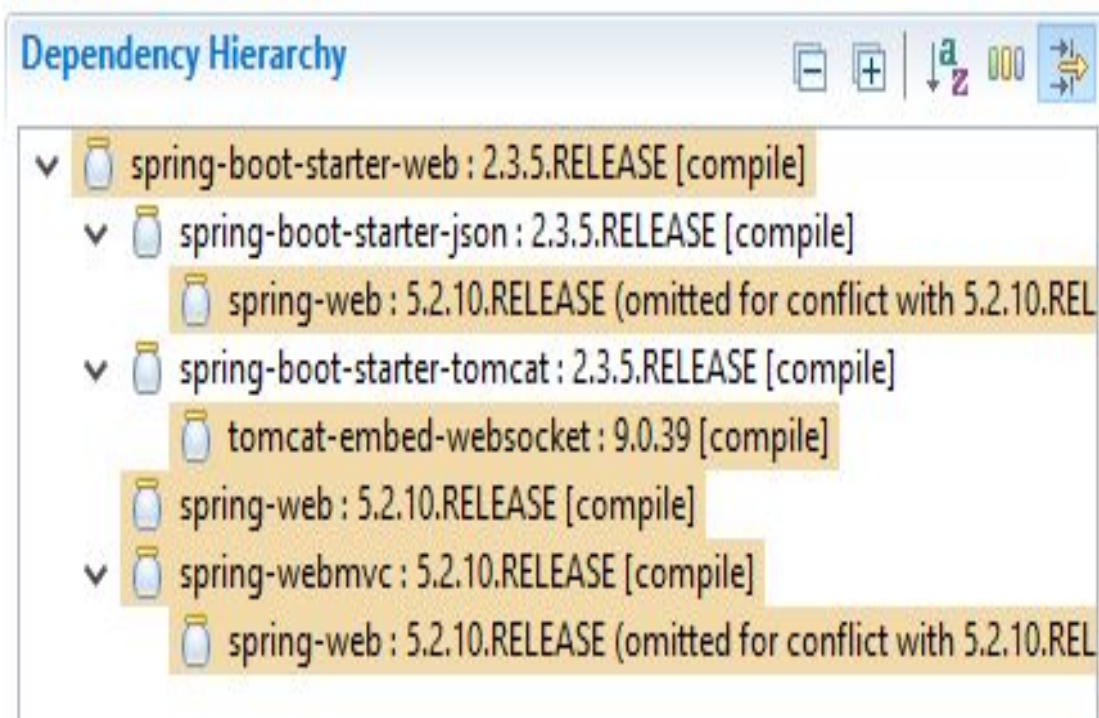 Dependency Hierarchy
spring-boot-starter-web : 2.3.5.RELEASE [compile]
spring-boot-starter-json : 2.3.5.RELEASE [compile]
spring-web : 5.2.10.RELEASE (omitted for conflict with 5.2.10.REL
spring-boot-starter-tomcat : 2.3.5.RELEASE [compile]
tomcat-embed-websocket : 9.0.39 [compile]
spring-web : 5.2.10.RELEASE [compile]
spring-webmvc : 5.2.10.RELEASE [compile]
spring-web : 5.2.10.RELEASE (omitted for conflict with 5.2.10.REL